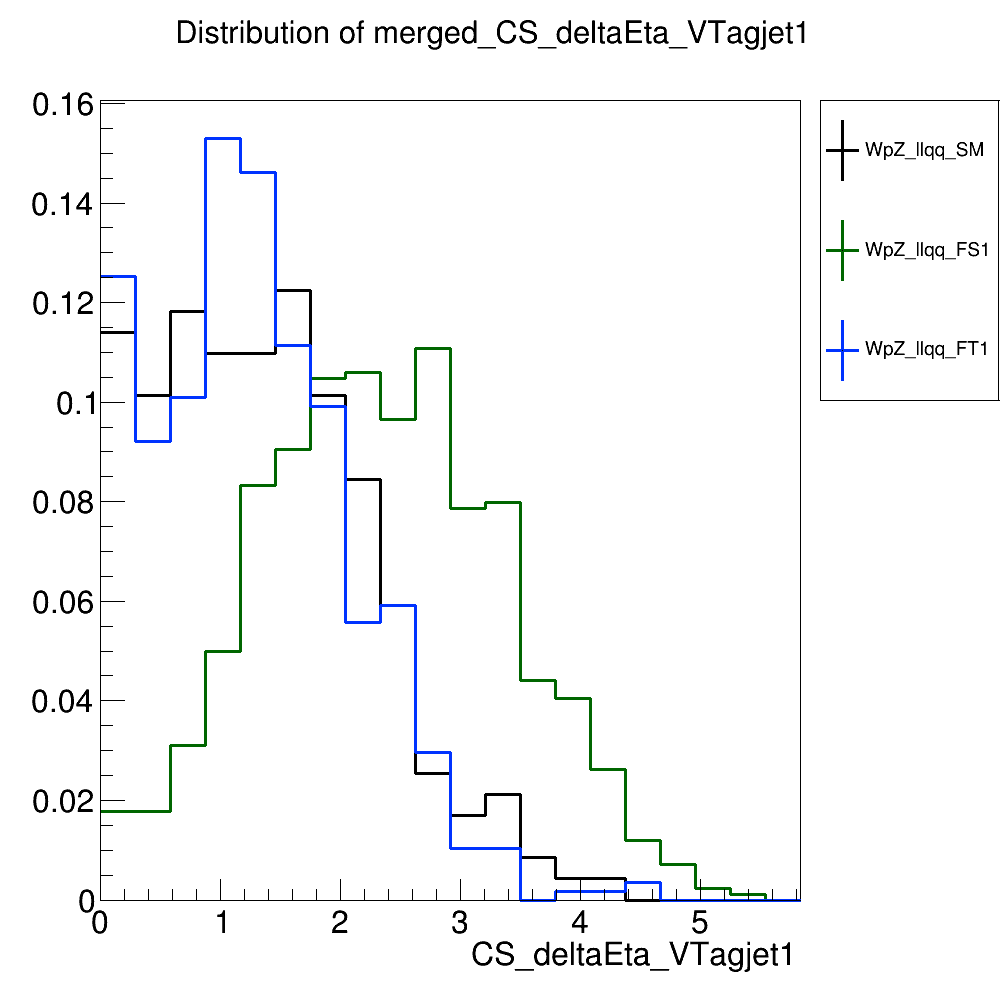 Distribution of merged_CS_deltaEta_VTagjet1
0.16
0.14
0.12
0.1
0.08
0.06
0.04
0.02
0
0 1 2 3 4 5
CS_deltaEta_VTagjet1
WpZ_llqq_SM
WpZ_llqq_FS1
WpZ_llqq_FT1